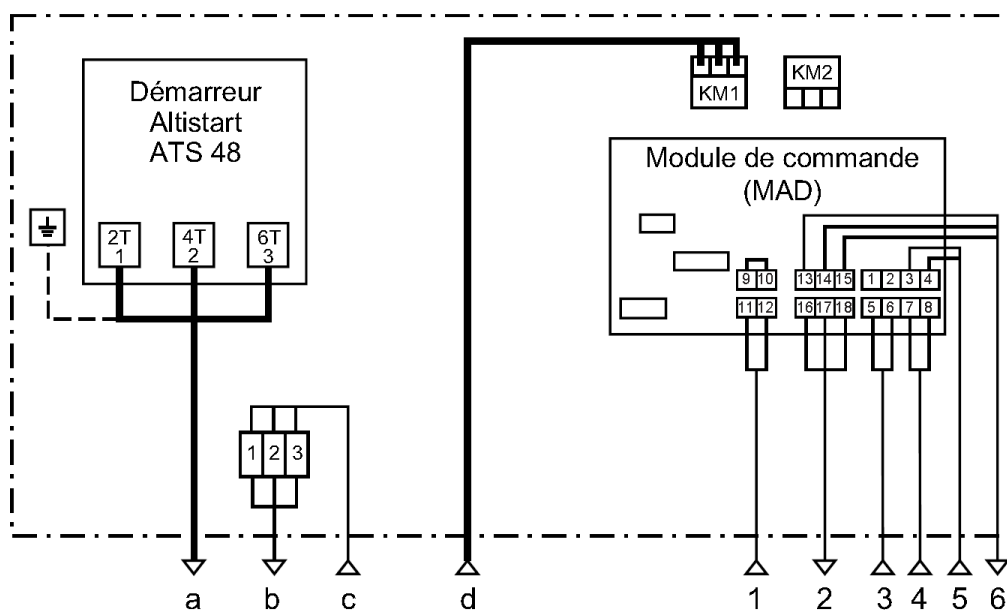 Démarreur
Altistart
ATS 48
2T
1
4T
2
6T
3
KM1
KM2
Module de commande
(MAD)
9 10
13 14 15
1 2 3 4
11 12
16 17 18
5 6 7 8
1 2 3
a b c d 1 2 3 4 5 6